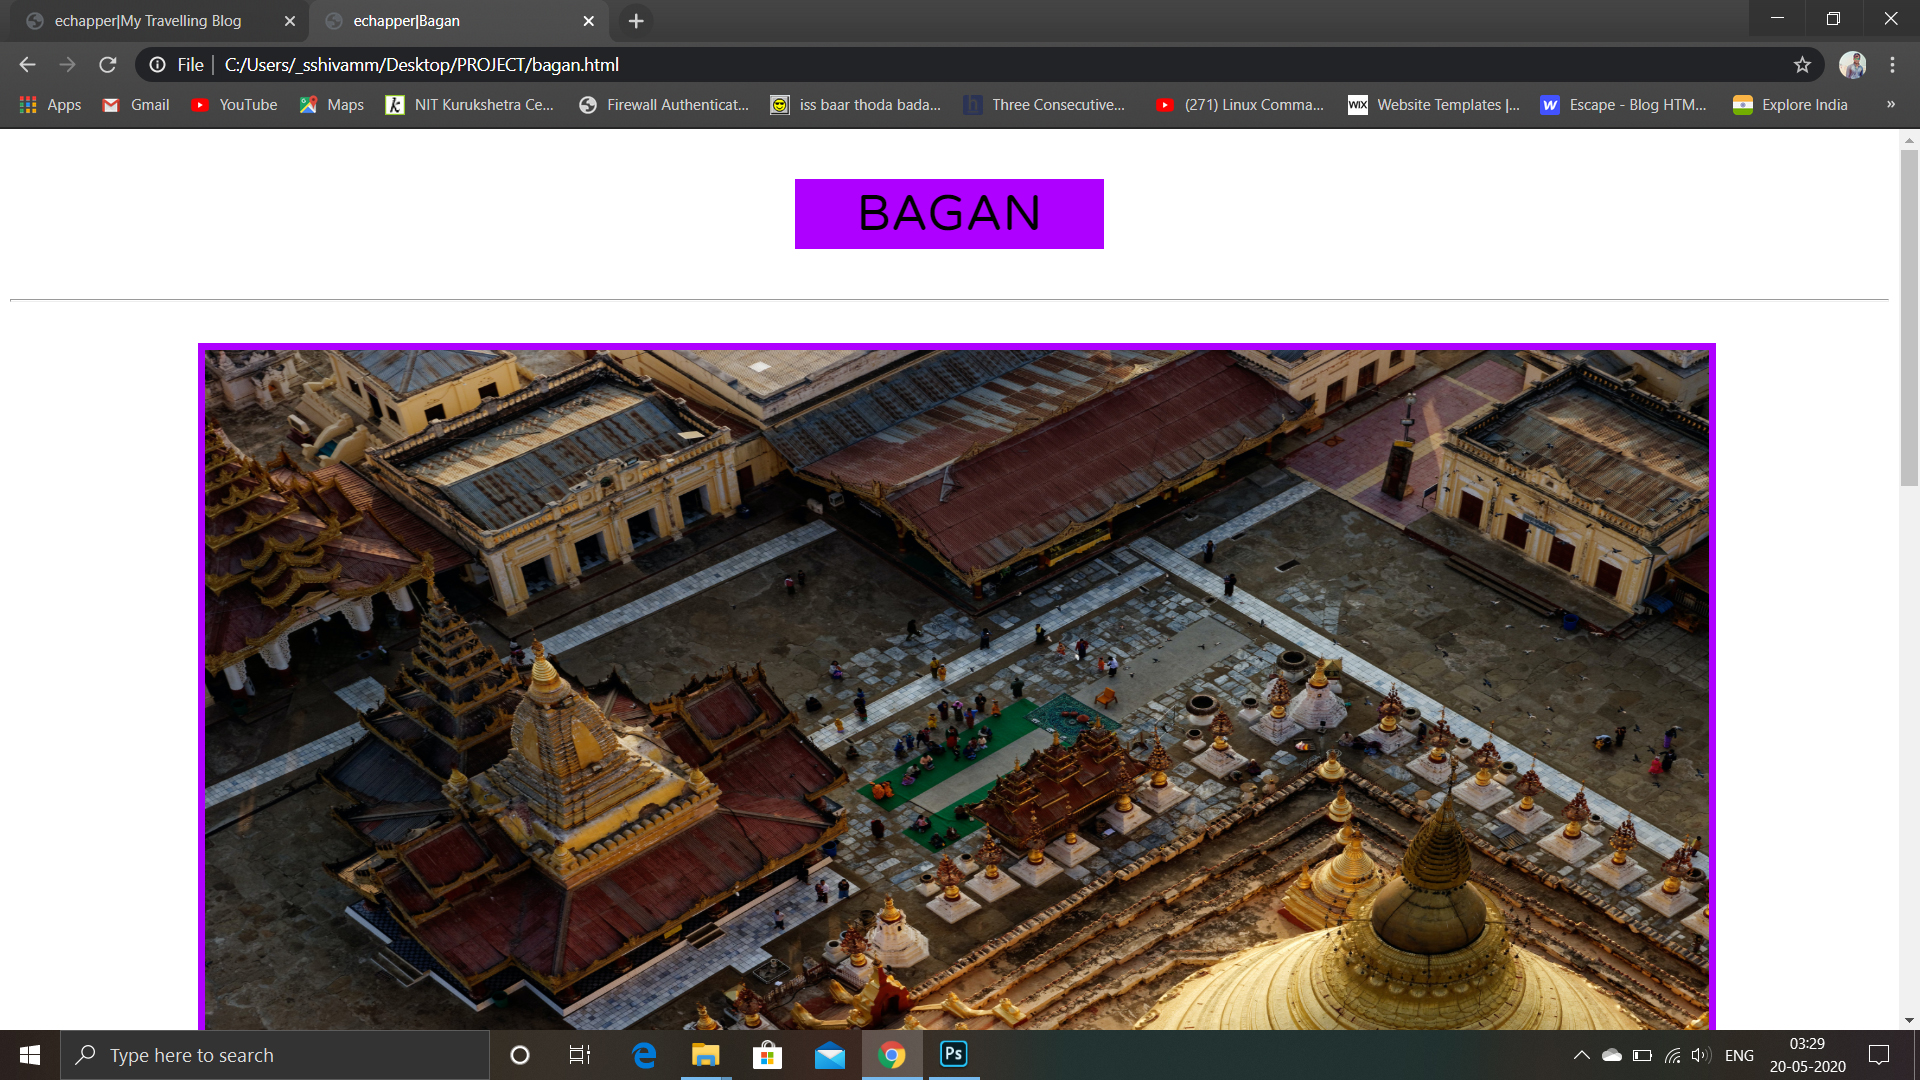 echapper|My Travelling Blog
echapper|Bagan
File | C:/Users/_sshivamm/Desktop/PROJECT/bagan.html
Apps
Gmail
YouTube
Maps
k
NIT Kurukshetra Ce...
Firewall Authenticat...
iss baar thoda bada...
h
Three Consecutive...
(271) Linux Comma...
WIX
Website Templates |...
W
Escape - Blog HTM...
Explore India
»
BAGAN
Type here to search
Ps
ENG
03:29
20-05-2020